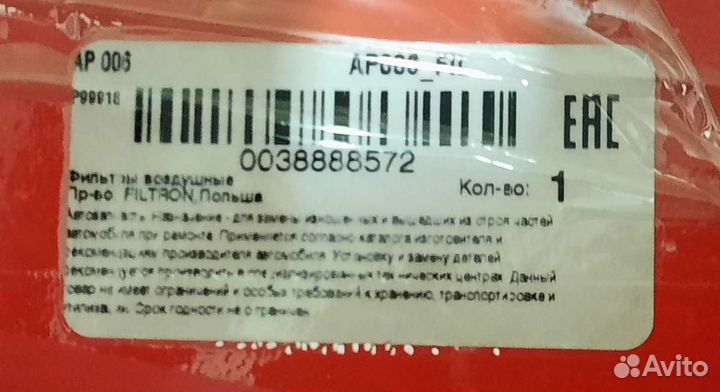 AP 006
P99918
EAC
0038888572
Фильтры воздушные
Кол-во: 1
Пр-во: FILTRON, Польша
Автозапчасть. Назначение - для замены изношенных и вышедших из строя частей
автомобиля при ремонте. Применяется согласно каталога изготовителя и
рекомендациям производителя автомобиля. Установку и замену деталей
рекомендуется производить в специализированных технических центрах. Данный
товар не имеет ограничений и особых требований к хранению, транспортировке и
утилизации. Срок годности не ограничен.
Avito